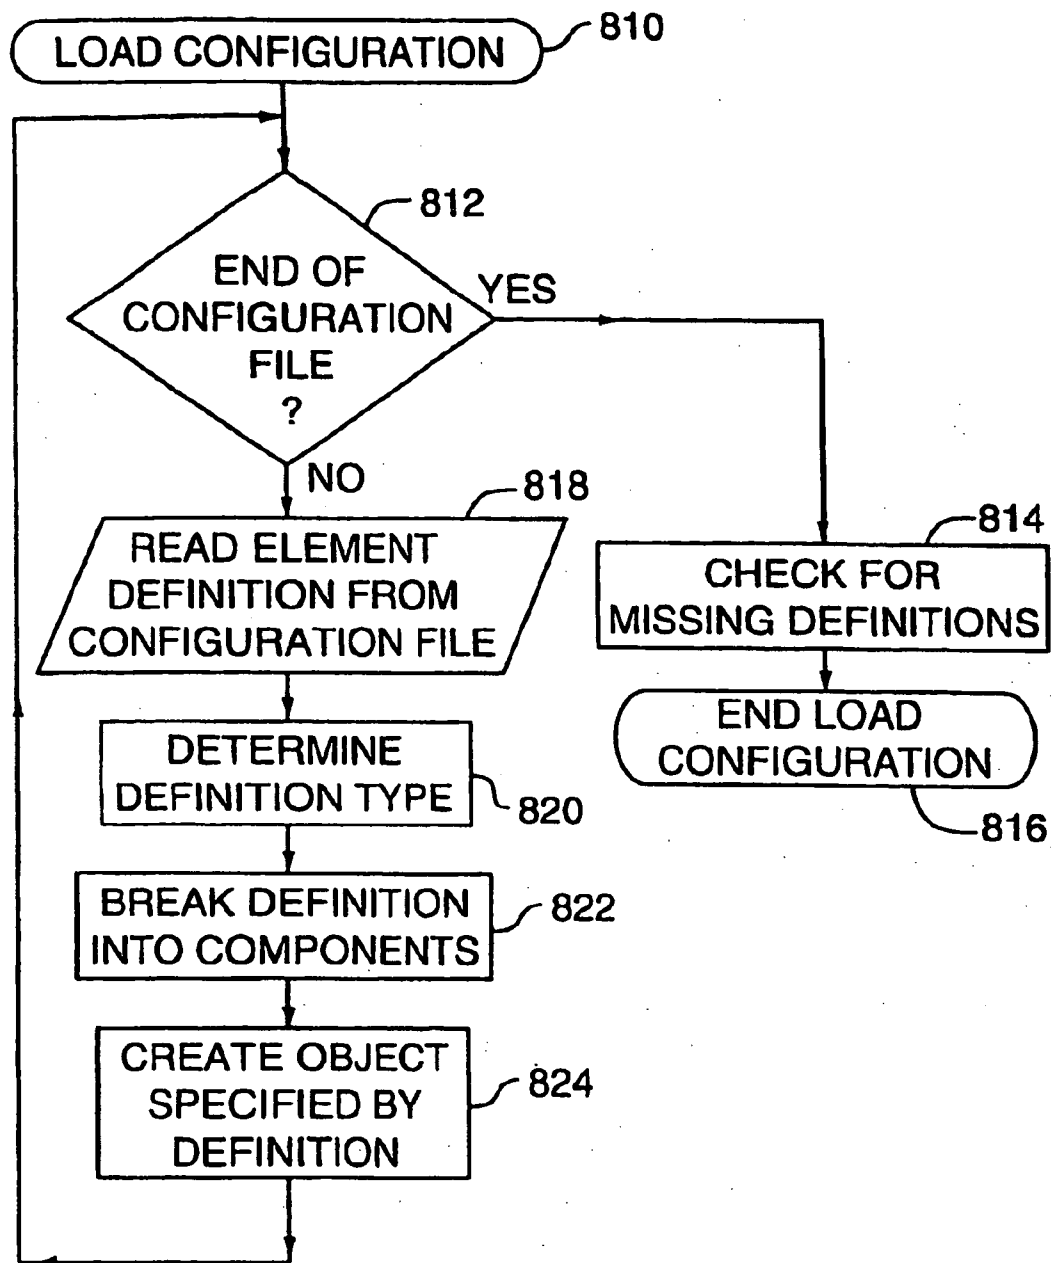 LOAD CONFIGURATION
810
812
END OF
CONFIGURATION
FILE
?
YES
NO
818
READ ELEMENT
DEFINITION FROM
CONFIGURATION FILE
814
CHECK FOR
MISSING DEFINITIONS
END LOAD
CONFIGURATION
816
DETERMINE
DEFINITION TYPE
820
BREAK DEFINITION
INTO COMPONENTS
822
CREATE OBJECT
SPECIFIED BY
DEFINITION
824